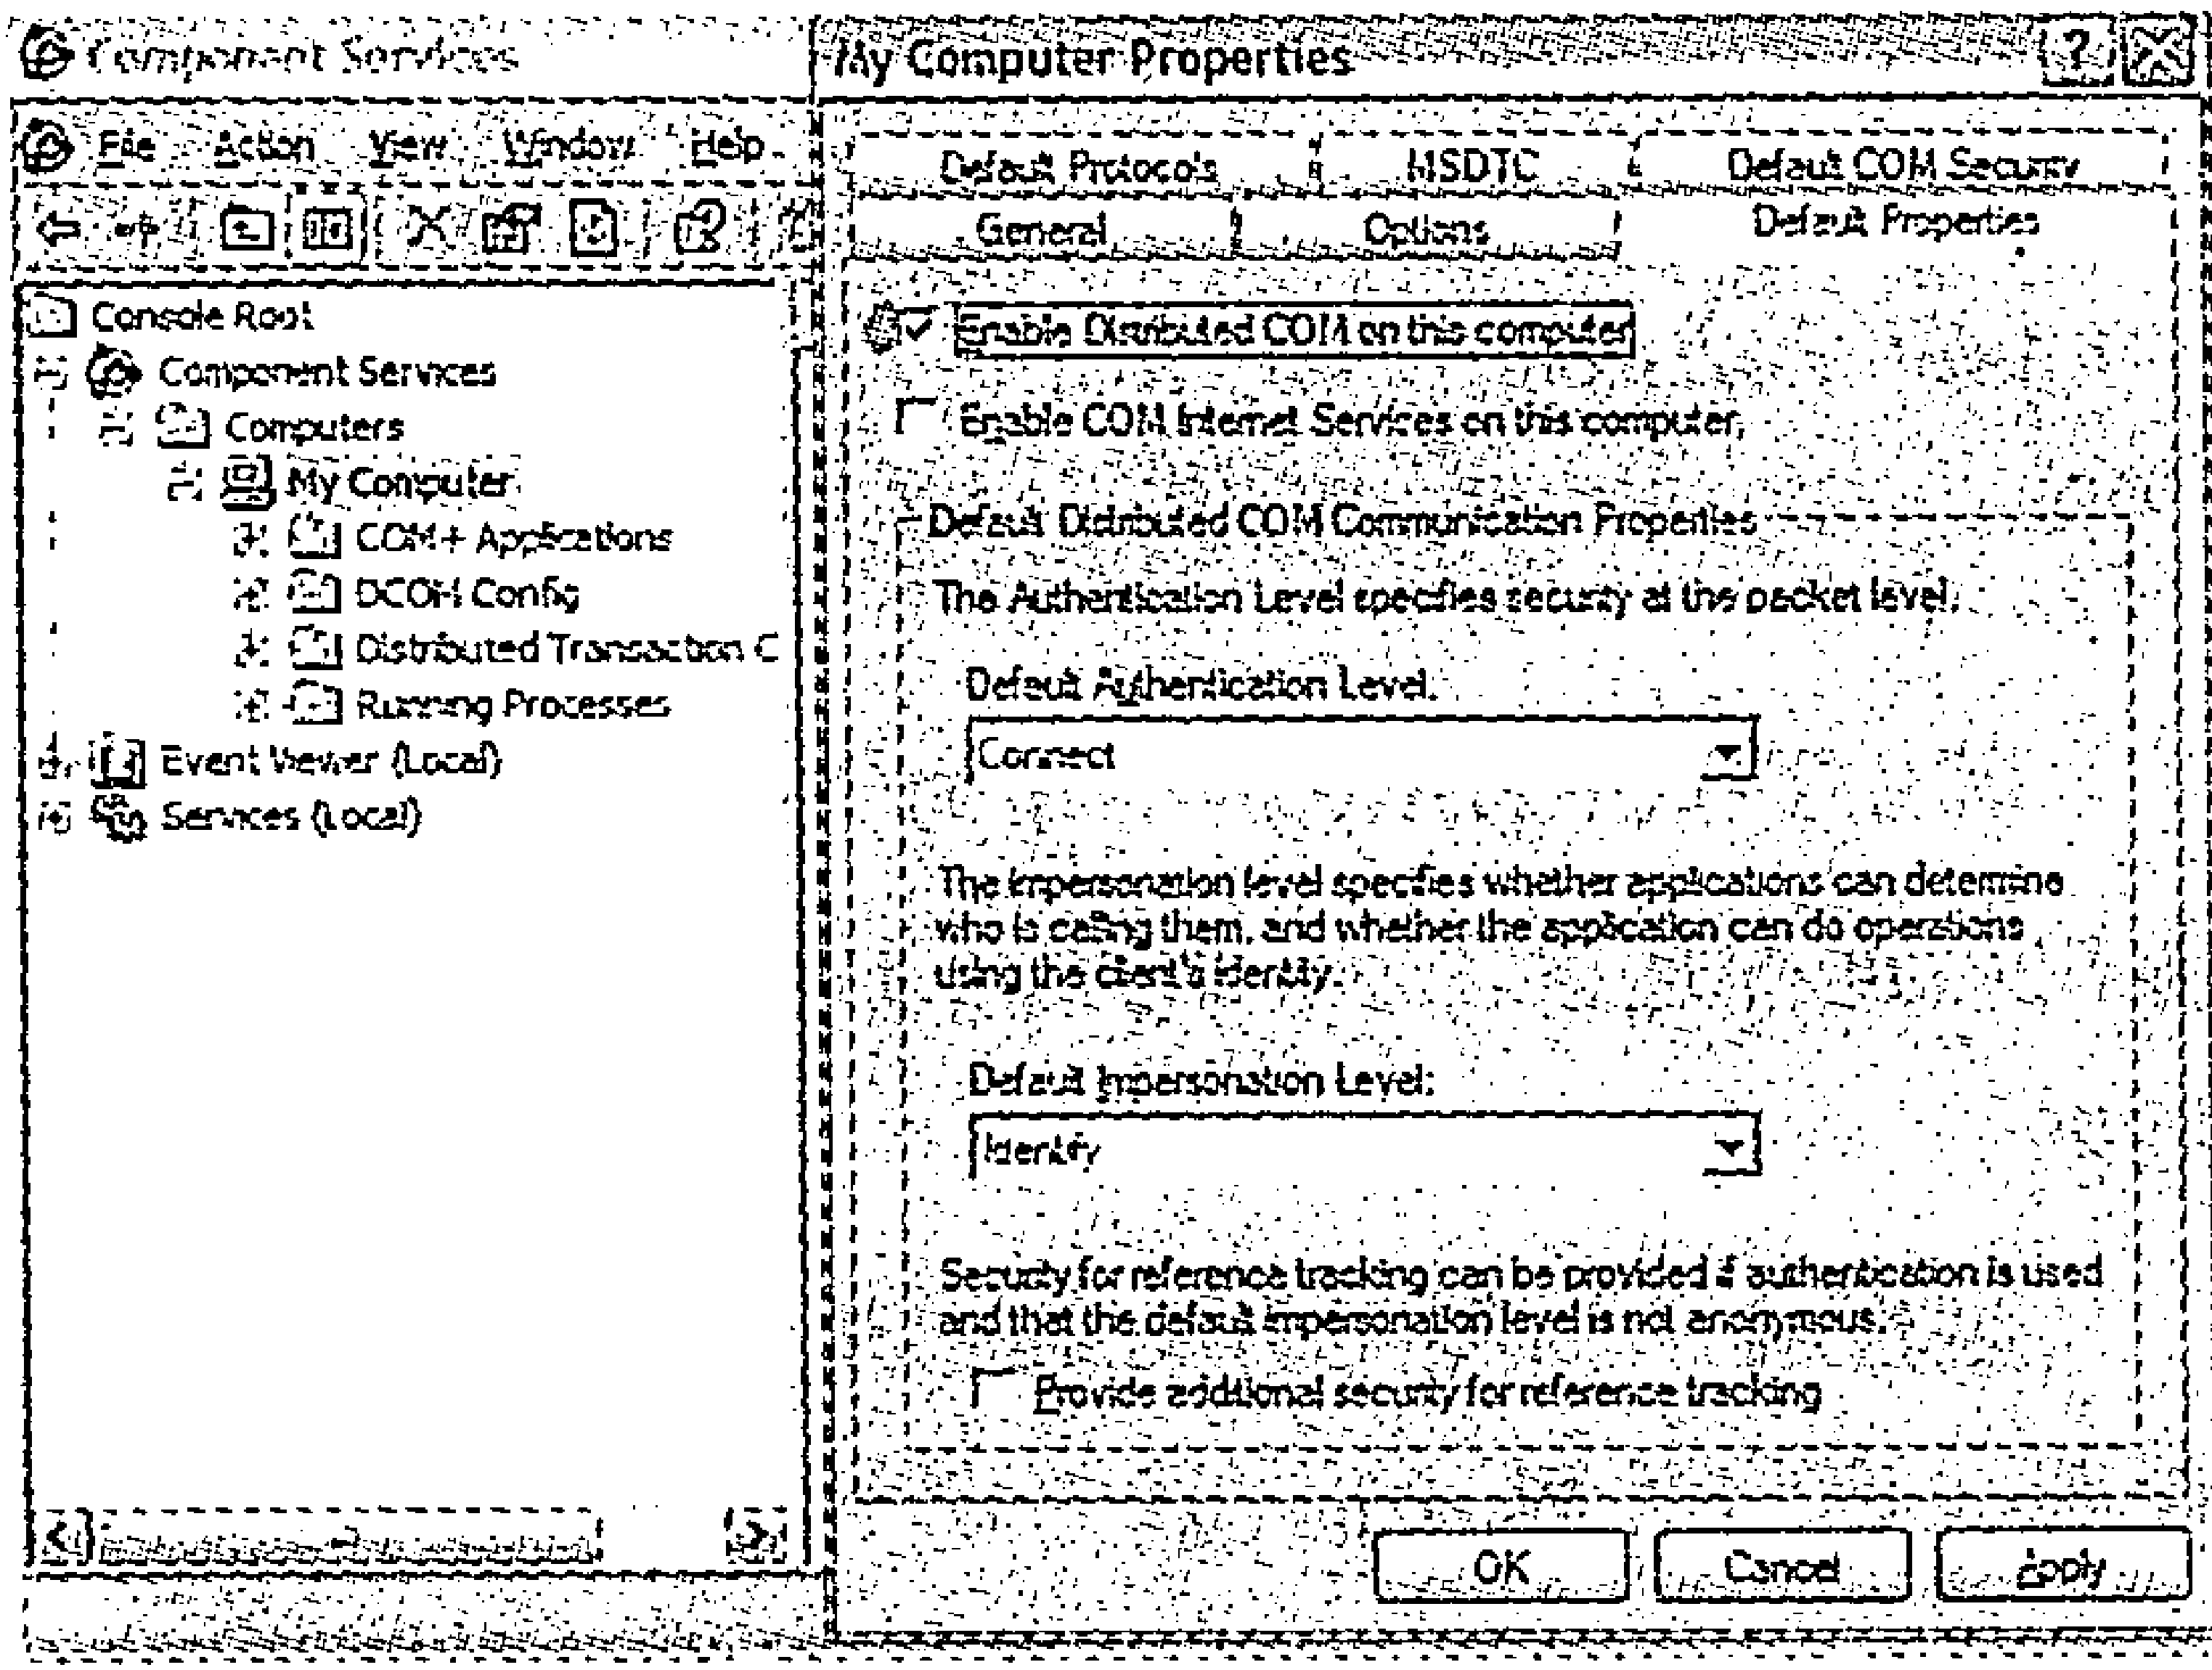 Component Services
File Action View Window Help
Console Root
Component Services
Computers
My Computer
COM+ Applications
DCOM Config
Distributed Transaction C
Running Processes
Event Viewer (Local)
Services (Local)
My Computer Properties
Default Protocols MSDTC Default COM Security
General Options Default Properties
Enable Distributed COM on this computer
Enable COM Internet Services on this computer
Default Distributed COM Communication Properties
The Authentication Level specifies security at the packet level.
Default Authentication Level:
Connect
The impersonation level specifies whether applications can determine
who is calling them, and whether the application can do operations
using the client's identity.
Default Impersonation Level:
Identify
Security for reference tracking can be provided if authentication is used
and that the default impersonation level is not anonymous.
Provide additional security for reference tracking
OK Cancel Apply